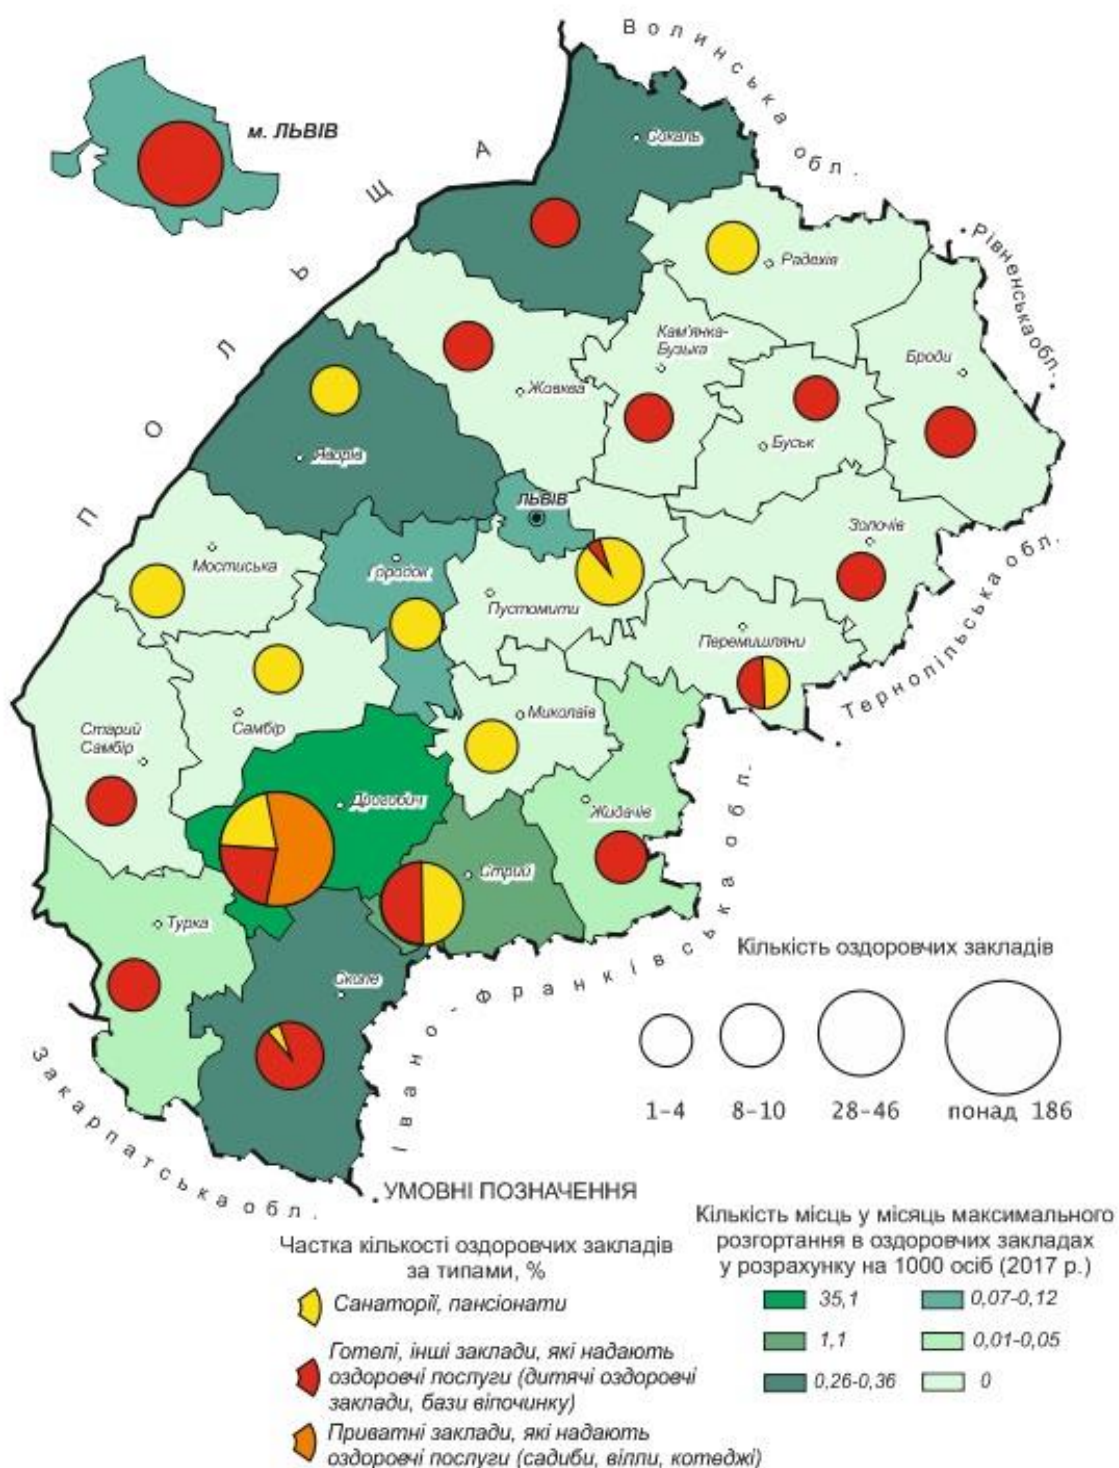 Волинська обл.
м. ЛЬВІВ
ПОЛЬЩА
Сокаль
Радехів
Рівненська обл.
Кам'янка-
Бузька
Броди
Жовква
Буськ
Яворів
ЛЬВІВ
Золочів
Мостиська
Городок
Пустомити
Перемишляни
Тернопільська обл.
Старий
Самбір
Самбір
Миколаїв
Дрогобич
Жидачів
Стрий
Турка
Сколе
Івано-Франківська обл.
Закарпатська обл.
Кількість оздоровчих закладів
1-4 8-10 28-46 понад 186
УМОВНІ ПОЗНАЧЕННЯ
Частка кількості оздоровчих закладів
за типами, %
Санаторії, пансіонати
Готелі, інші заклади, які надають
оздоровчі послуги (дитячі оздоровчі
заклади, бази віпочинку)
Приватні заклади, які надають
оздоровчі послуги (садиби, вілли, котеджі)
Кількість місць у місяць максимального
розгортання в оздоровчих закладах
у розрахунку на 1000 осіб (2017 р.)
35,1 0,07-0,12
1,1 0,01-0,05
0,26-0,36 0